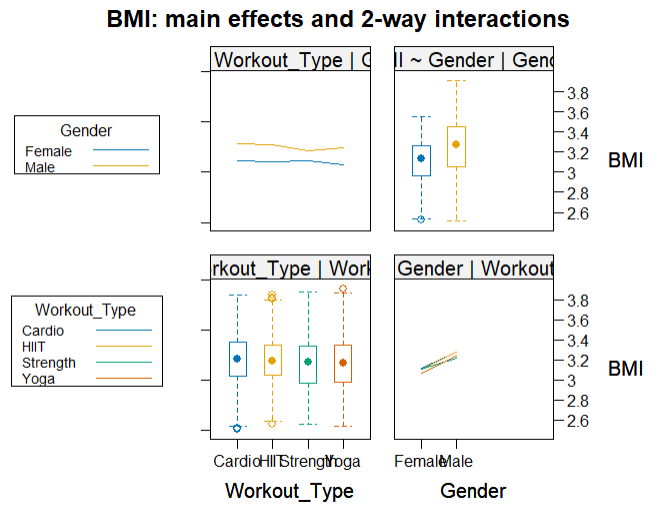 BMI: main effects and 2-way interactions
Workout_Type | G
II ~ Gender | Gend
Gender
Female
Male
3.8
3.6
3.4
3.2
3
2.8
2.6
BMI
rkout_Type | Work
Gender | Workout
Workout_Type
Cardio
HIIT
Strength
Yoga
3.8
3.6
3.4
3.2
3
2.8
2.6
BMI
Cardio HIIT Strength Yoga
Female Male
Workout_Type
Gender